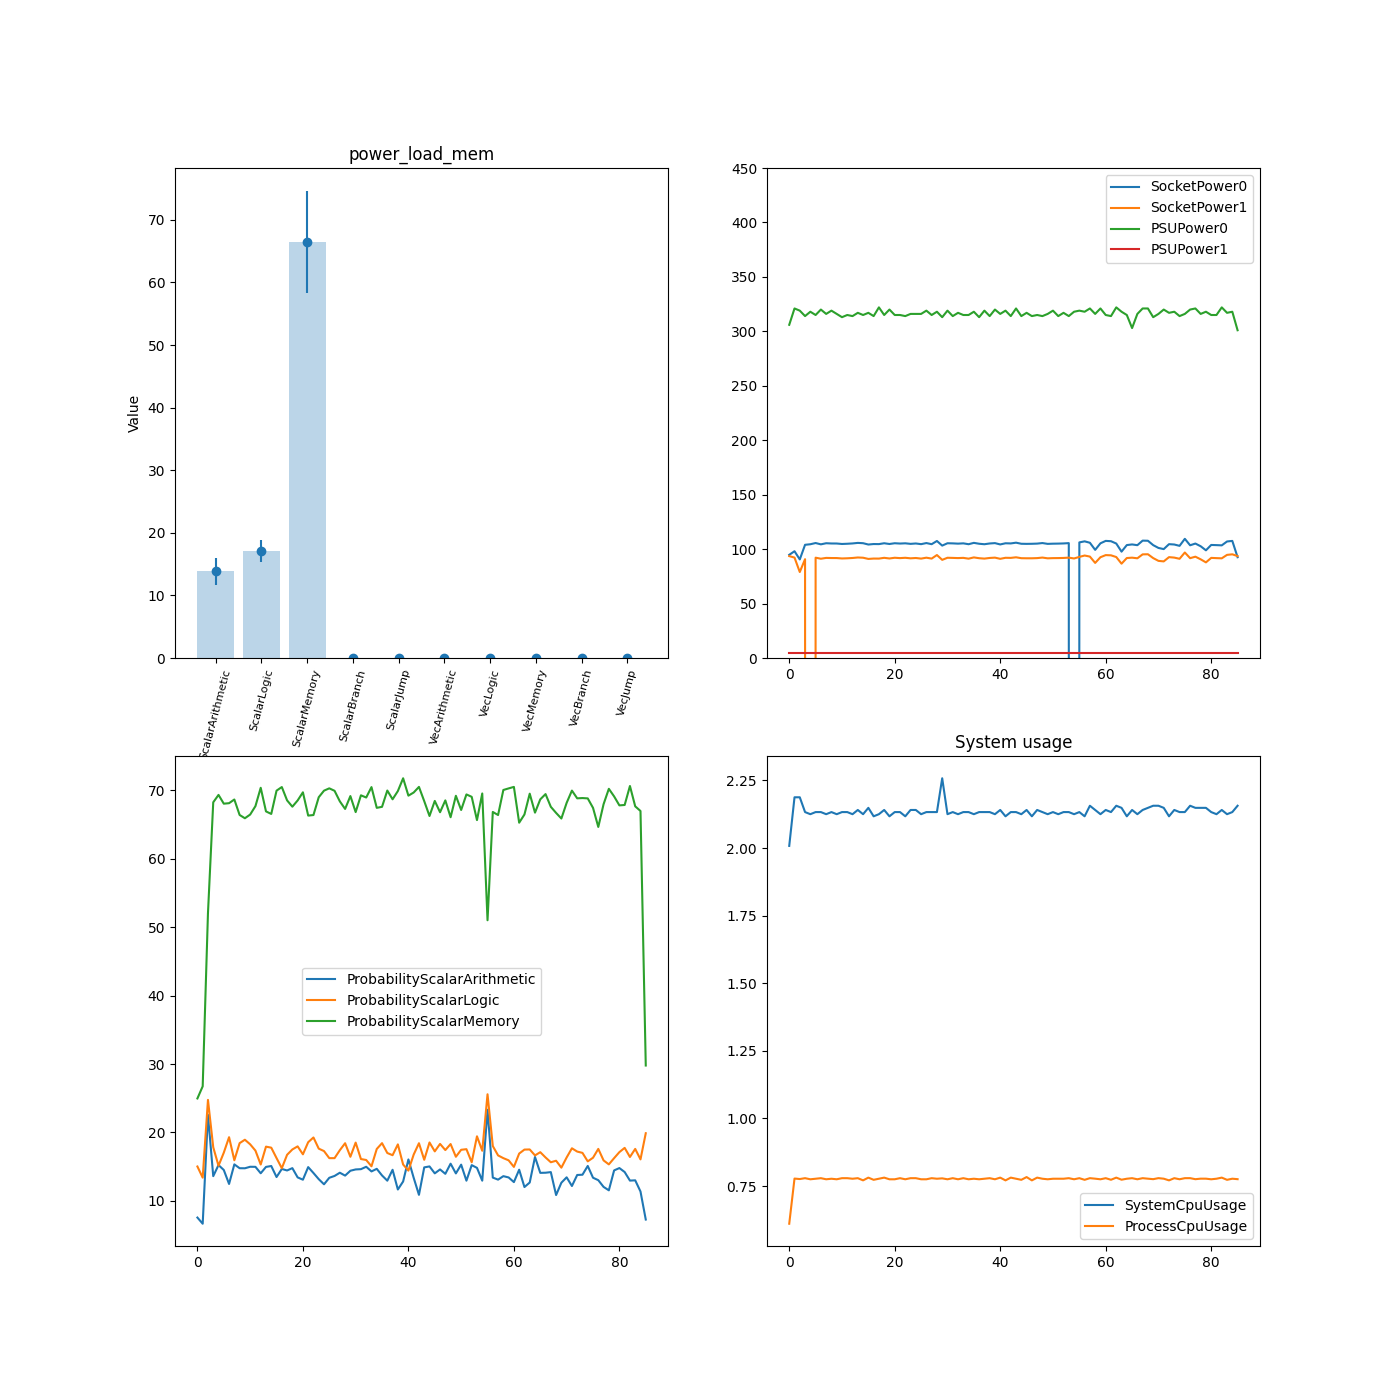 power_load_mem
Value
70
60
50
40
30
20
10
0
ScalarArithmetic
ScalarLogic
ScalarMemory
ScalarBranch
ScalarJump
VecArithmetic
VecLogic
VecMemory
VecBranch
VecJump
450
400
350
300
250
200
150
100
50
0
SocketPower0
SocketPower1
PSUPower0
PSUPower1
0 20 40 60 80
70
60
50
40
30
20
10
ProbabilityScalarArithmetic
ProbabilityScalarLogic
ProbabilityScalarMemory
0 20 40 60 80
System usage
2.25
2.00
1.75
1.50
1.25
1.00
0.75
SystemCpuUsage
ProcessCpuUsage
0 20 40 60 80